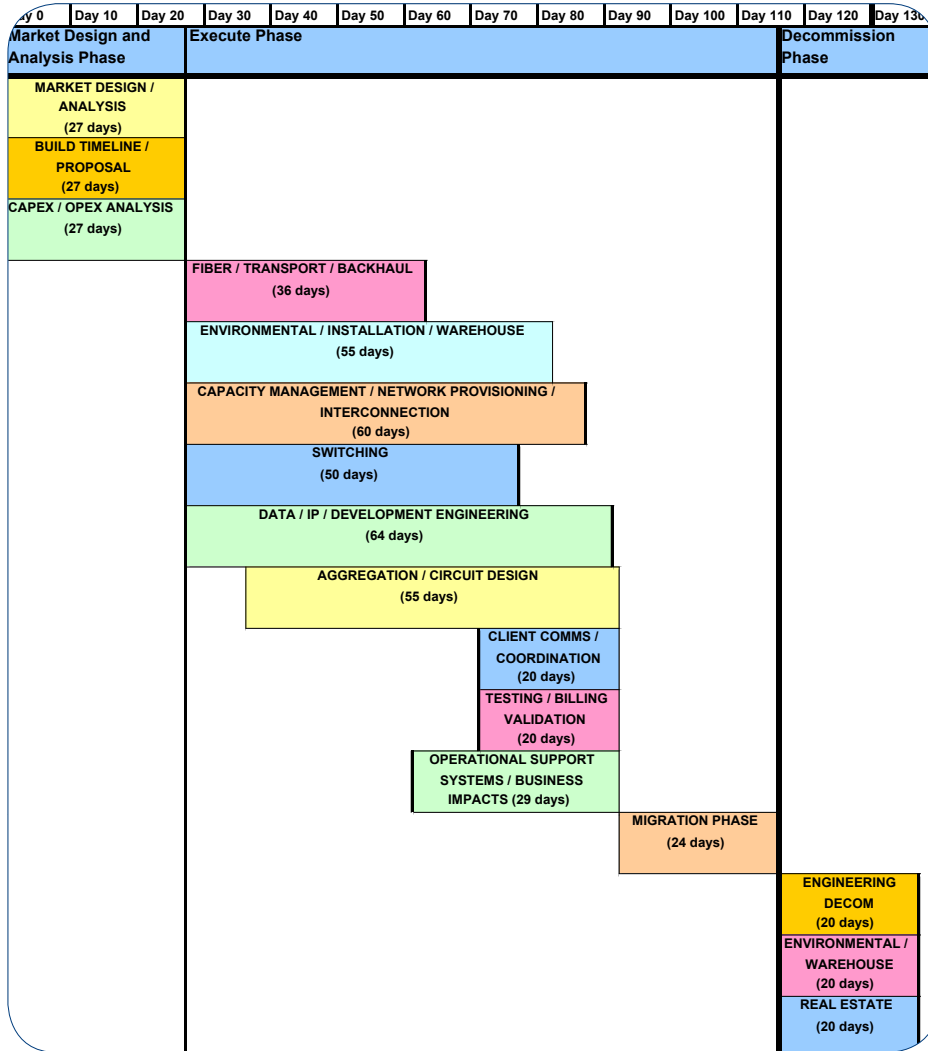 ay 0 Day 10 Day 20 Day 30 Day 40 Day 50 Day 60 Day 70 Day 80 Day 90 Day 100 Day 110 Day 120 Day 130
Market Design and
Analysis Phase
Execute Phase
Decommission
Phase
MARKET DESIGN /
ANALYSIS
(27 days)
BUILD TIMELINE /
PROPOSAL
(27 days)
CAPEX / OPEX ANALYSIS
(27 days)
FIBER / TRANSPORT / BACKHAUL
(36 days)
ENVIRONMENTAL / INSTALLATION / WAREHOUSE
(55 days)
CAPACITY MANAGEMENT / NETWORK PROVISIONING /
INTERCONNECTION
(60 days)
SWITCHING
(50 days)
DATA / IP / DEVELOPMENT ENGINEERING
(64 days)
AGGREGATION / CIRCUIT DESIGN
(55 days)
CLIENT COMMS /
COORDINATION
(20 days)
TESTING / BILLING
VALIDATION
(20 days)
OPERATIONAL SUPPORT
SYSTEMS / BUSINESS
IMPACTS (29 days)
MIGRATION PHASE
(24 days)
ENGINEERING
DECOM
(20 days)
ENVIRONMENTAL /
WAREHOUSE
(20 days)
REAL ESTATE
(20 days)